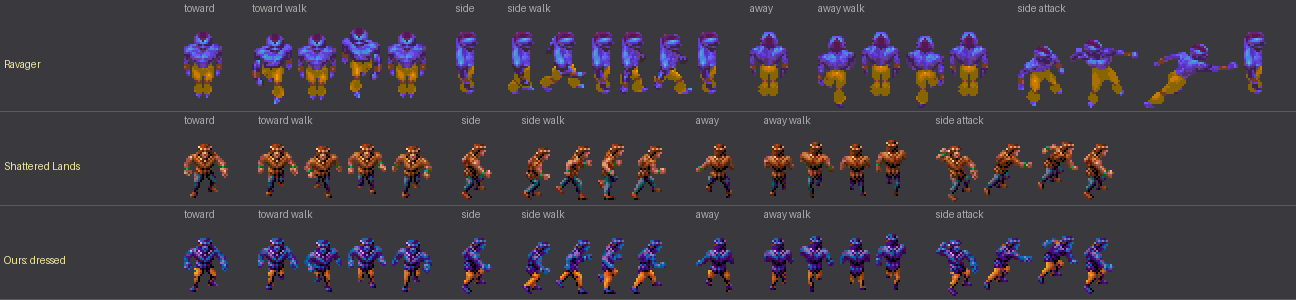 toward toward walk side side walk away away walk side attack
Ravager
toward toward walk side side walk away away walk side attack
Shattered Lands
toward toward walk side side walk away away walk side attack
Ours: dressed